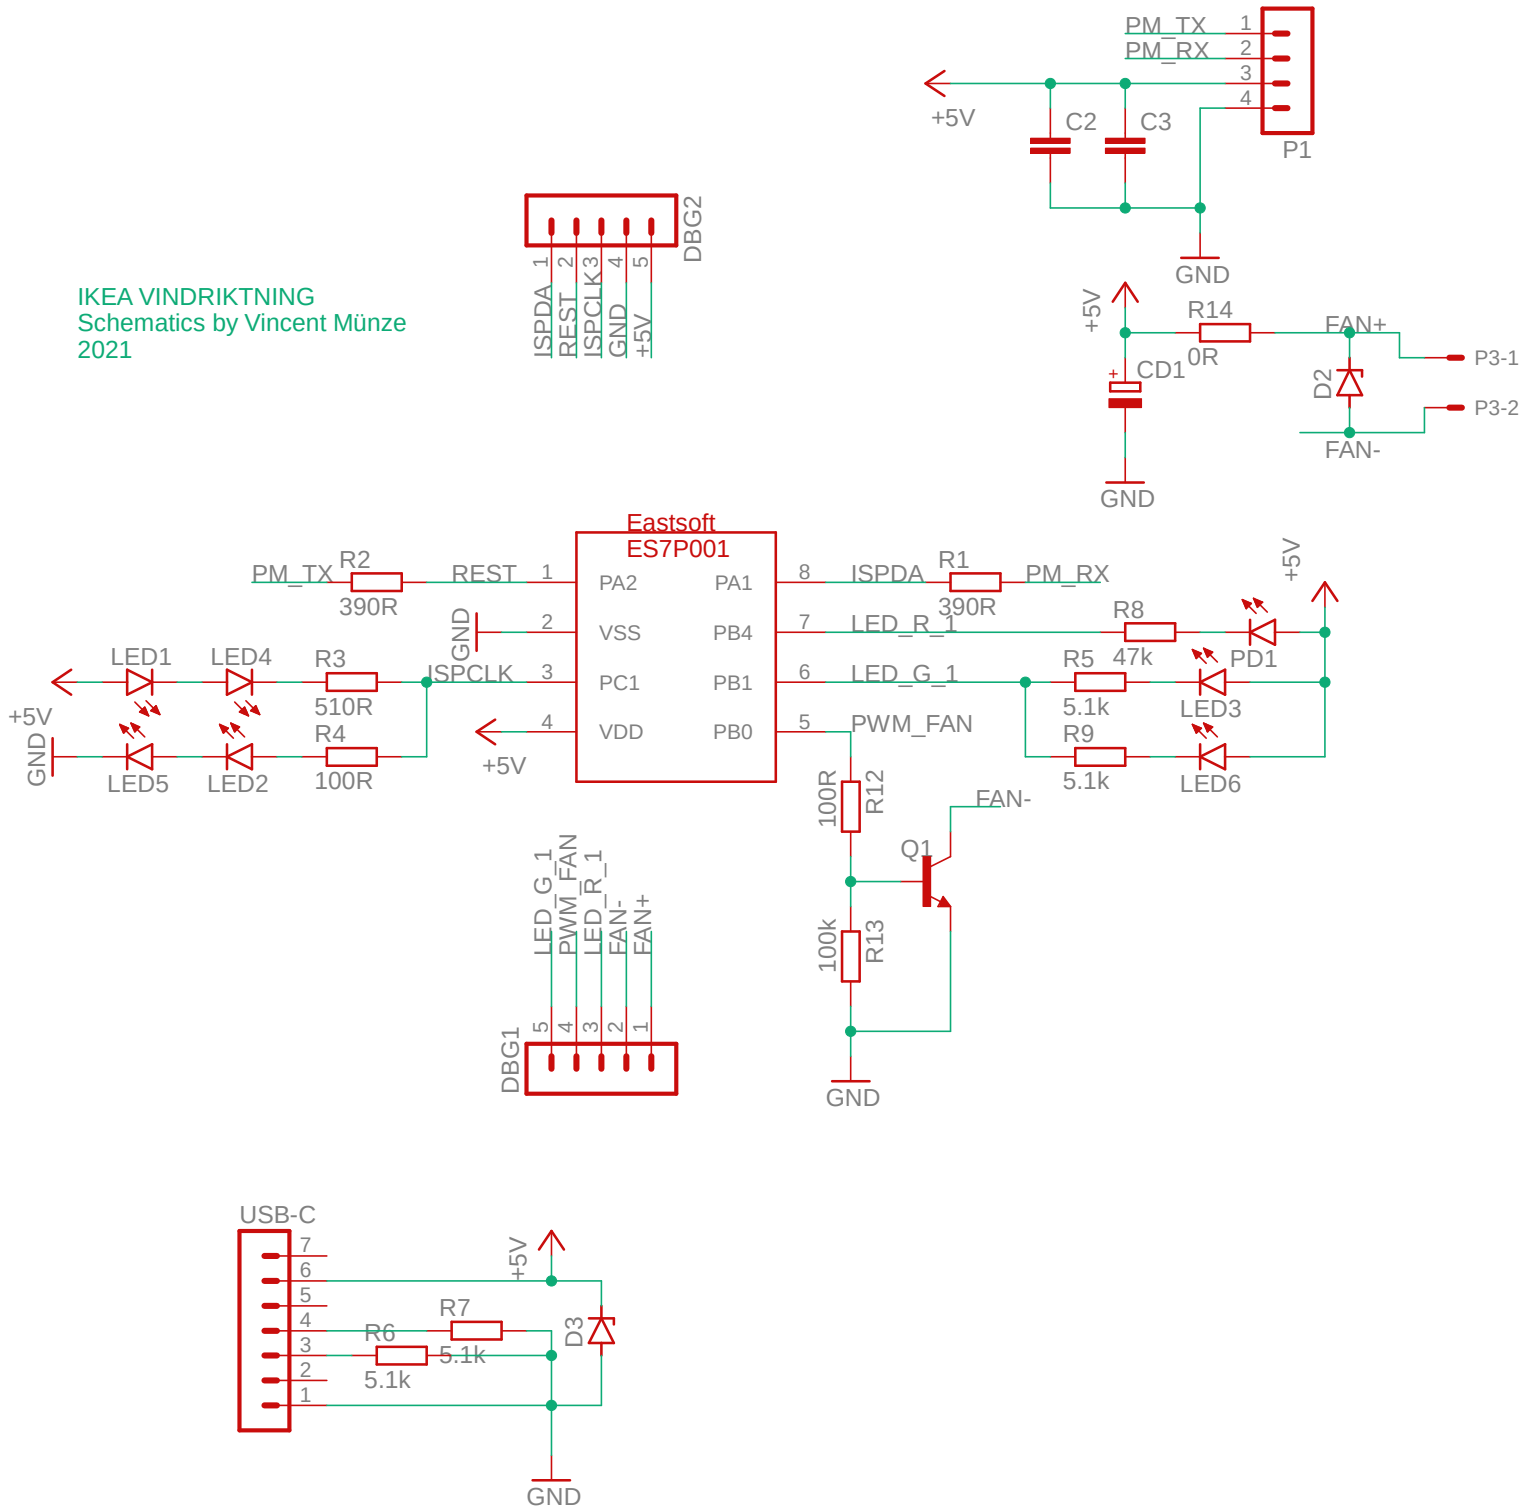 PM_TX
1
PM_RX
2
3
4
+5V
C2
C3
P1
GND
DBG2
1
2
3
4
5
ISPDA
REST
ISPCLK
GND
+5V
IKEA VINDRIKTNING
Schematics by Vincent Münze
2021
+5V
R14
0R
FAN+
P3-1
+
CD1
D2
P3-2
FAN-
GND
Eastsoft
ES7P001
PM_TX
R2
390R
REST
1
PA2
PA1
8
ISPDA
R1
390R
PM_RX
+5V
GND
2
VSS
PB4
7
LED_R_1
R8
47k
PD1
LED1
LED4
R3
510R
ISPCLK
3
PC1
PB1
6
LED_G_1
R5
5.1k
LED3
+5V
GND
LED5
LED2
R4
100R
4
VDD
+5V
PB0
5
PWM_FAN
R9
5.1k
LED6
100R
R12
FAN-
Q1
100k
R13
GND
LED_G_1
PWM_FAN
LED_R_1
FAN-
FAN+
5
4
3
2
1
DBG1
USB-C
7
6
5
4
3
2
1
+5V
R7
5.1k
R6
5.1k
D3
GND